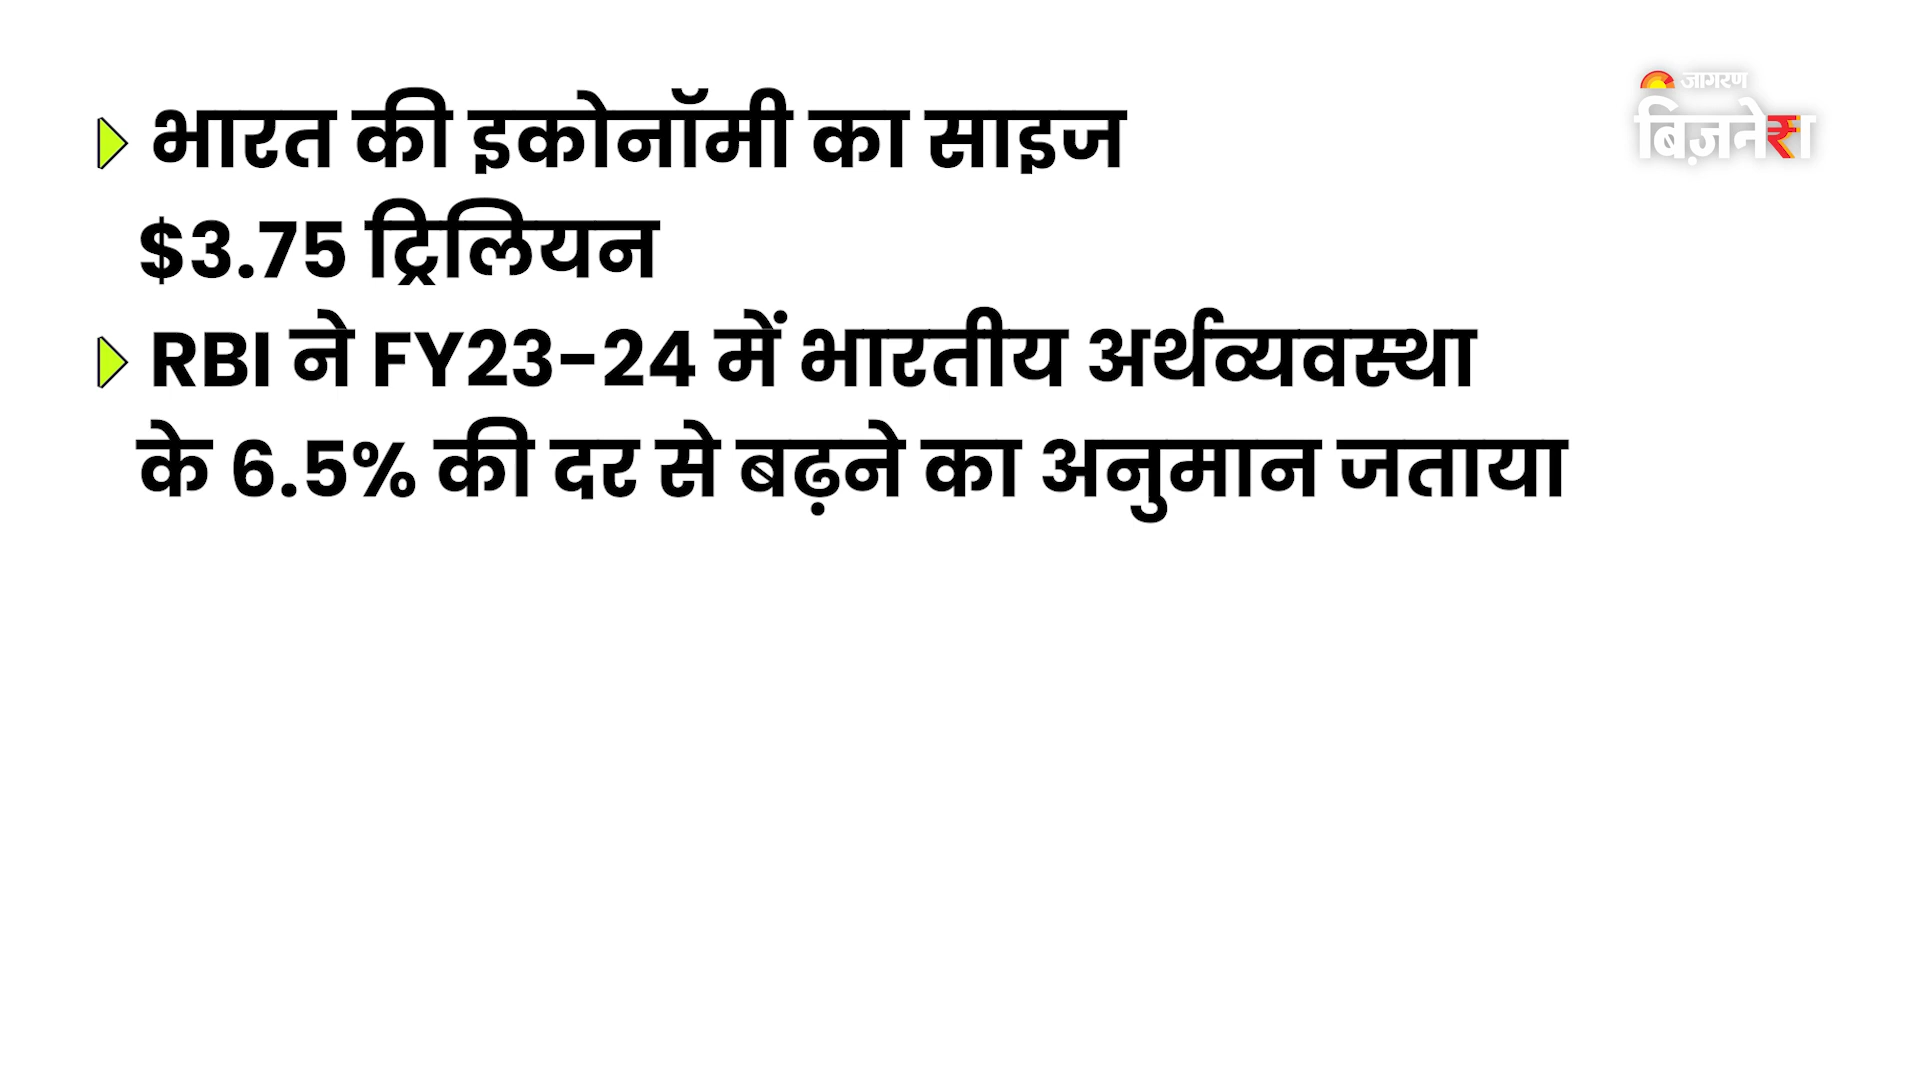 भारत की इकोनॉमी का साइज
$3.75 ट्रिलियन
RBI ने FY23-24 में भारतीय अर्थव्यवस्था
के 6.5% की दर से बढ़ने का अनुमान जताया
जागरण
बिज़नेस